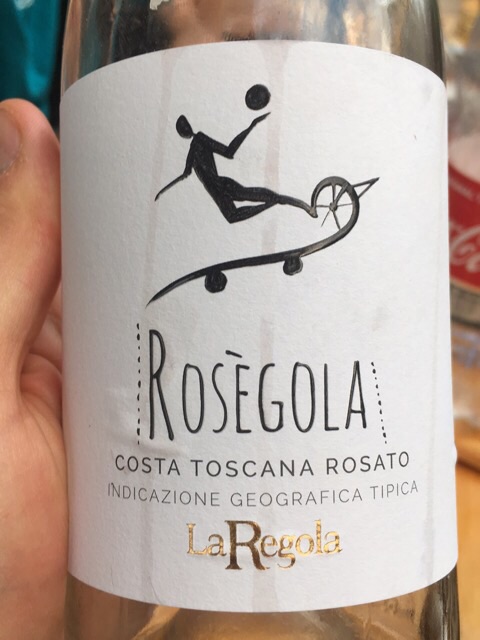 ROSÈGOLA
COSTA TOSCANA ROSATO
INDICAZIONE GEOGRAFICA TIPICA
LaRegola